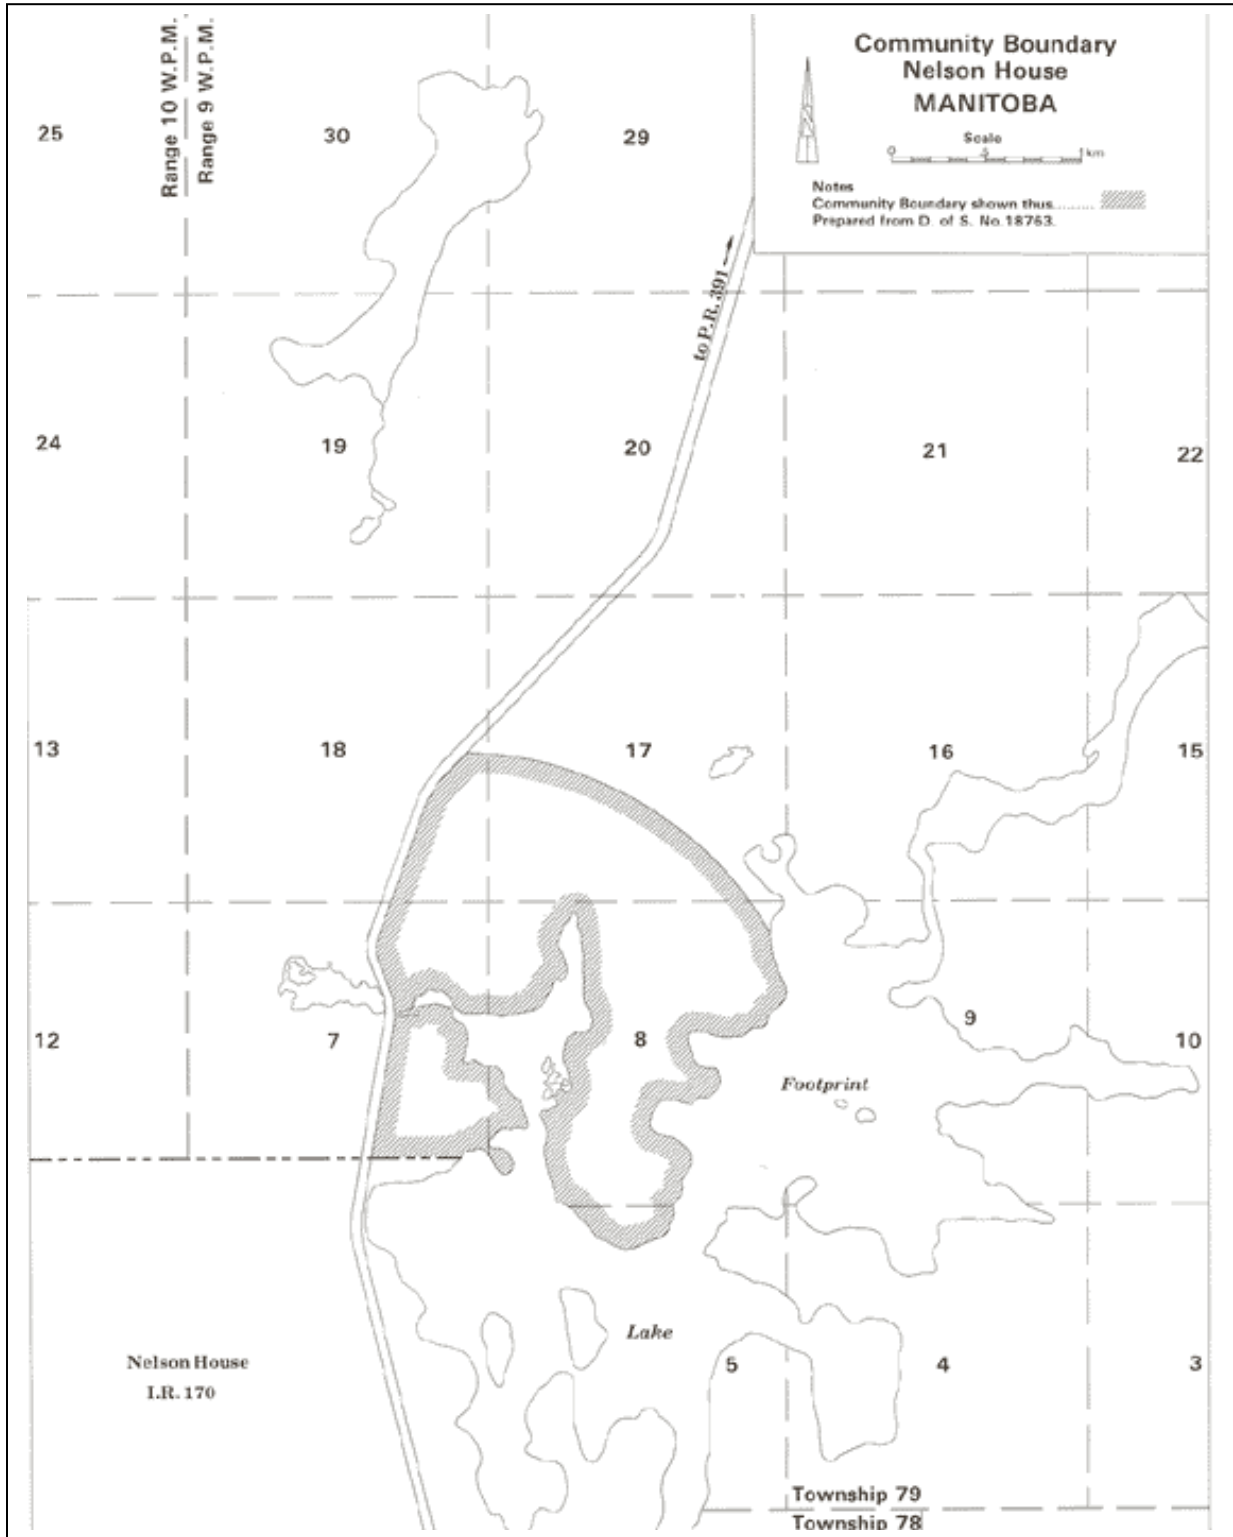 Range 10 W.P.M.
Range 9 W.P.M.
Community Boundary
Nelson House
MANITOBA
Scale
0 .5 1 km
Notes
Community Boundary shown thus..........
Prepared from D. of S. No.18763.
25
30
29
to P.R. 391
24
19
20
21
22
13
18
17
16
15
12
7
8
9
10
Footprint
Lake
Nelson House
I.R. 170
5
4
3
Township 79
Township 78